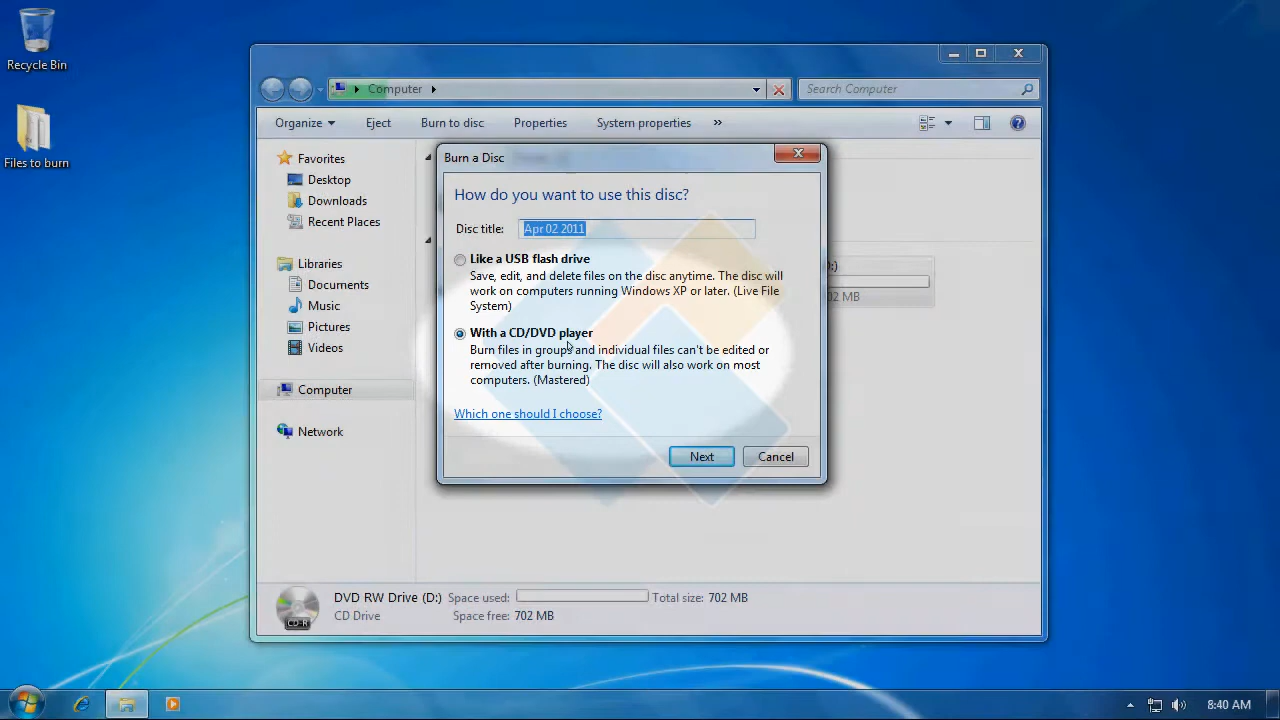 Recycle Bin
Files to burn
Computer
Search Computer
Organize
Eject
Burn to disc
Properties
System properties
»
Favorites
Desktop
Downloads
Recent Places
Libraries
Documents
Music
Pictures
Videos
Computer
Network
Burn a Disc
How do you want to use this disc?
Disc title: Apr 02 2011
Like a USB flash drive
Save, edit, and delete files on the disc anytime. The disc will
work on computers running Windows XP or later. (Live File
System)
With a CD/DVD player
Burn files in groups and individual files can't be edited or
removed after burning. The disc will also work on most
computers. (Mastered)
Which one should I choose?
Next
Cancel
:)
02 MB
DVD RW Drive (D:) Space used: Total size: 702 MB
CD Drive Space free: 702 MB
CD-R
8:40 AM